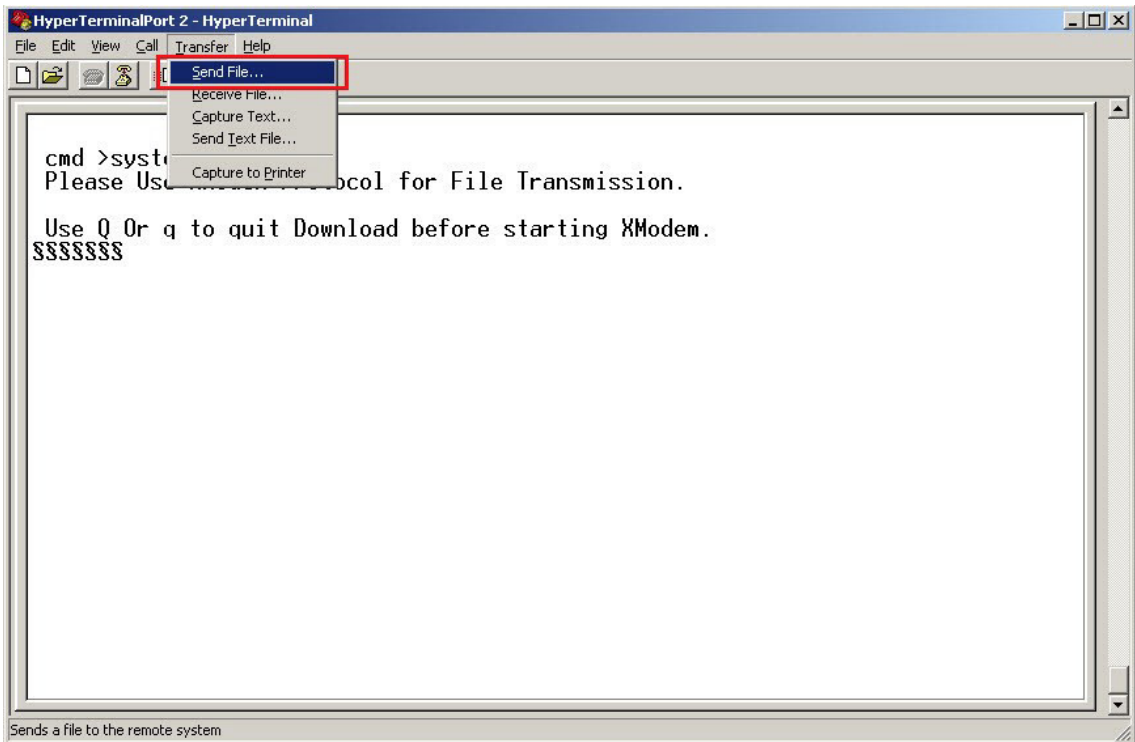 HyperTerminalPort 2 - HyperTerminal
File Edit View Call Transfer Help
Send File...
Receive File...
Capture Text...
Send Text File...
Capture to Printer
cmd >syst
Please Us Protocol for File Transmission.
Use Q Or q to quit Download before starting XModem.
§§§§§§§
Sends a file to the remote system